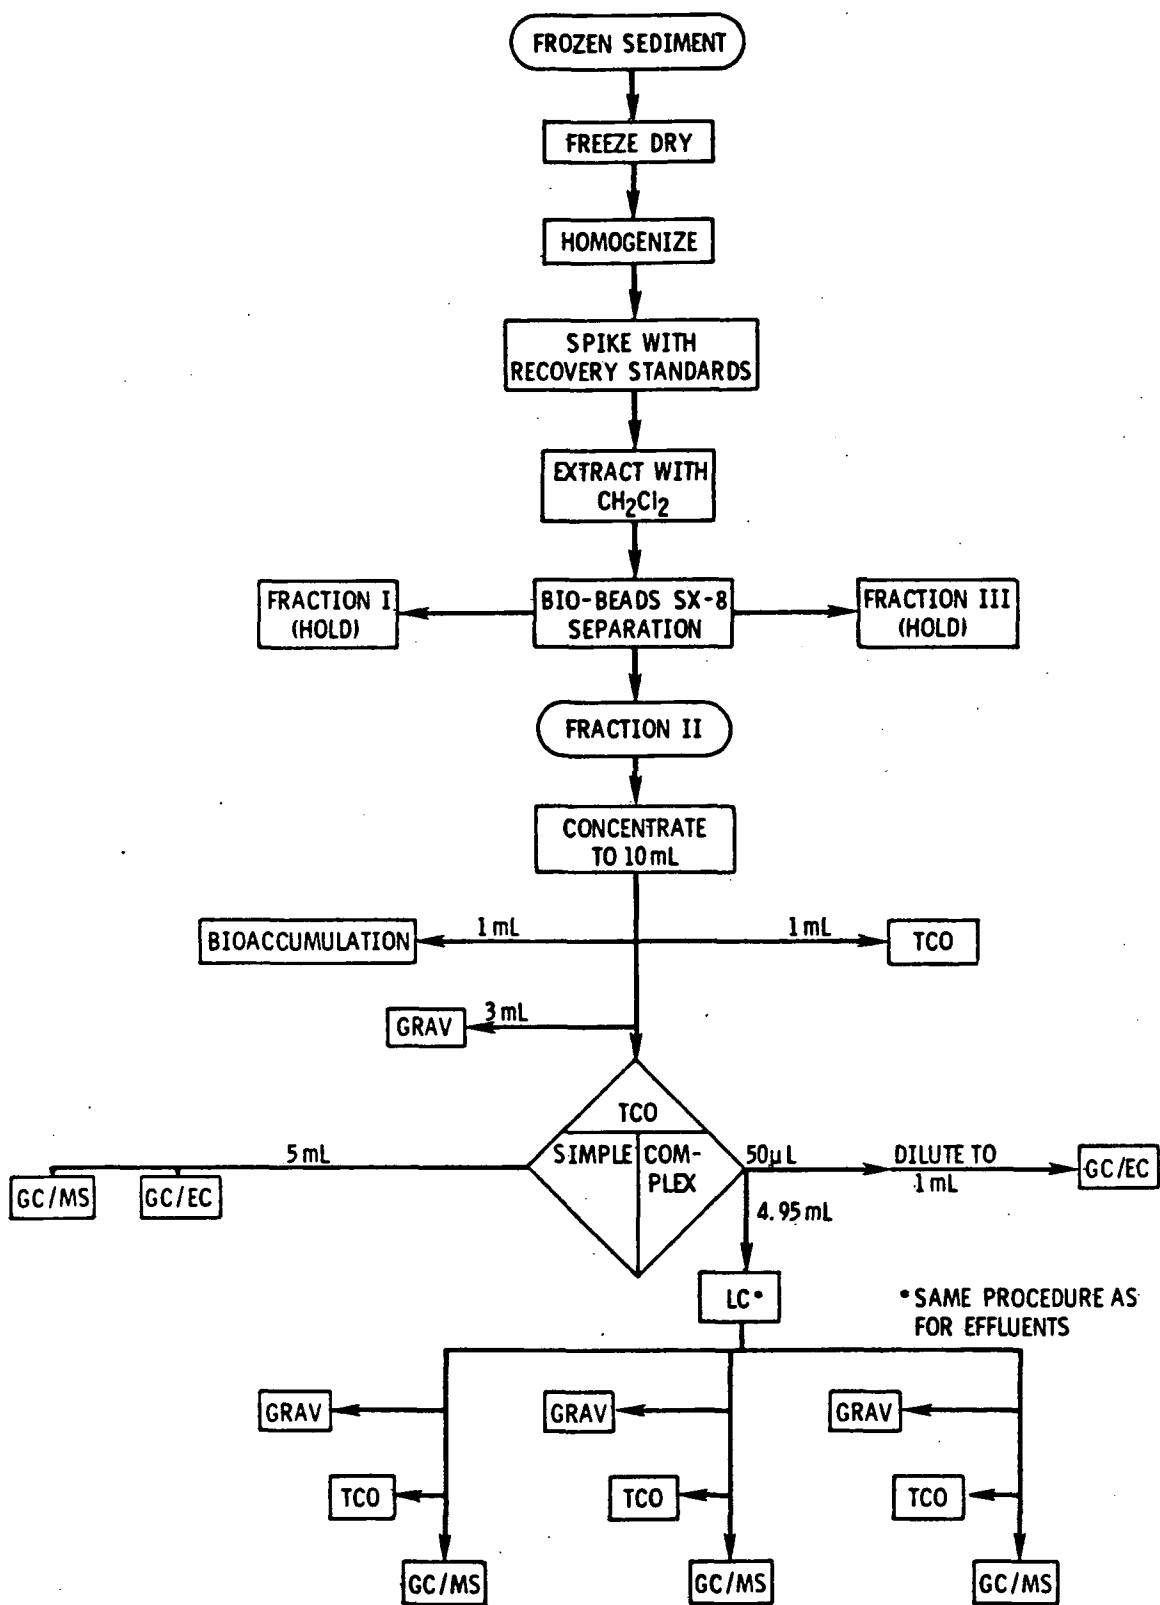 FROZEN SEDIMENT
FREEZE DRY
HOMOGENIZE
SPIKE WITH
RECOVERY STANDARDS
EXTRACT WITH
CH₂Cl₂
FRACTION I
(HOLD)
BIO-BEADS SX-8
SEPARATION
FRACTION III
(HOLD)
FRACTION II
CONCENTRATE
TO 10 mL
BIOACCUMULATION
1 mL
1 mL
TCO
GRAV
3 mL
TCO
SIMPLE
COM-
PLEX
5 mL
GC/MS
GC/EC
50μL
DILUTE TO
1 mL
GC/EC
4.95 mL
LC*
*SAME PROCEDURE AS
FOR EFFLUENTS
GRAV
GRAV
GRAV
TCO
TCO
TCO
GC/MS
GC/MS
GC/MS